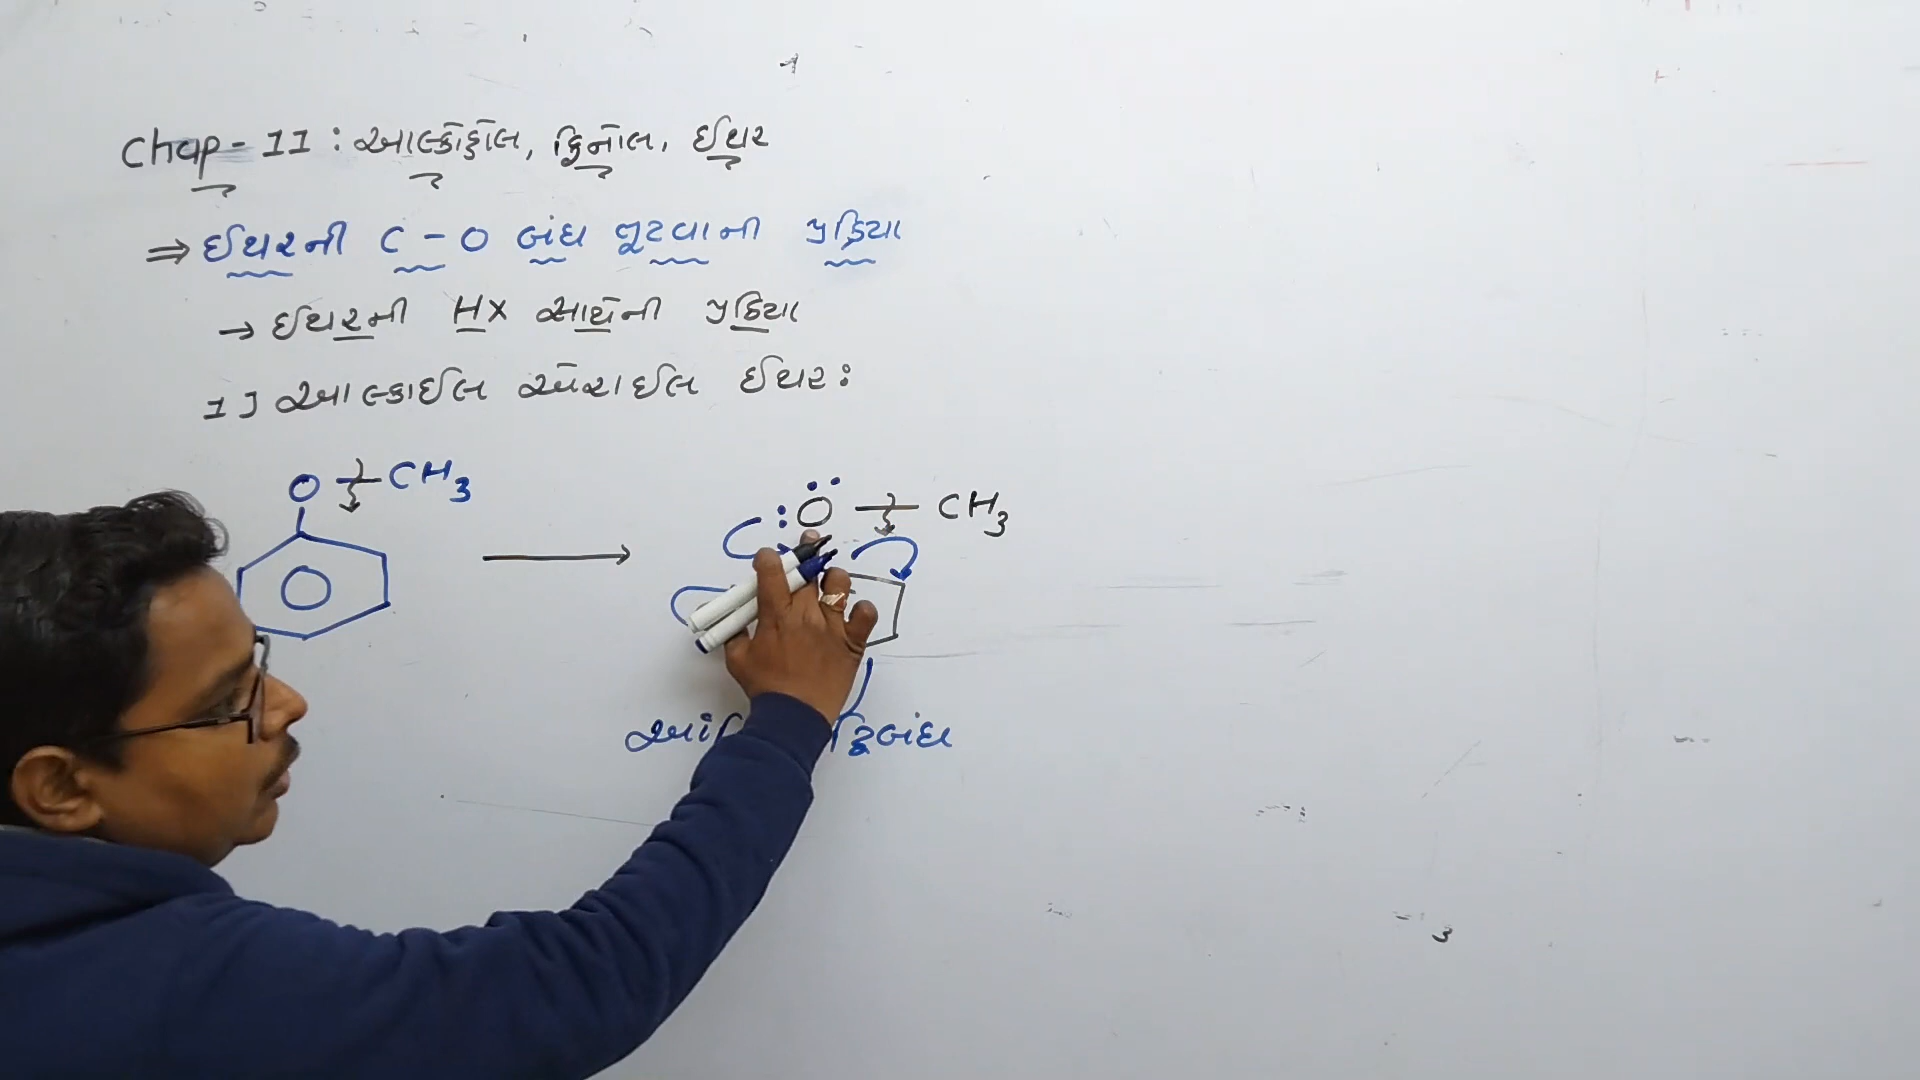 Chap-11 : આલ્કોહોલ, ફિનોલ, ઈથર
⇒ ઈથરની C-O બંધ તૂટવાની પ્રક્રિયા
→ ઈથરની HX સાથેની પ્રક્રિયા
1] આલ્કાઈલ એરાઈલ ઈથર:
O CH3
:O CH3
દ્વિબંધ